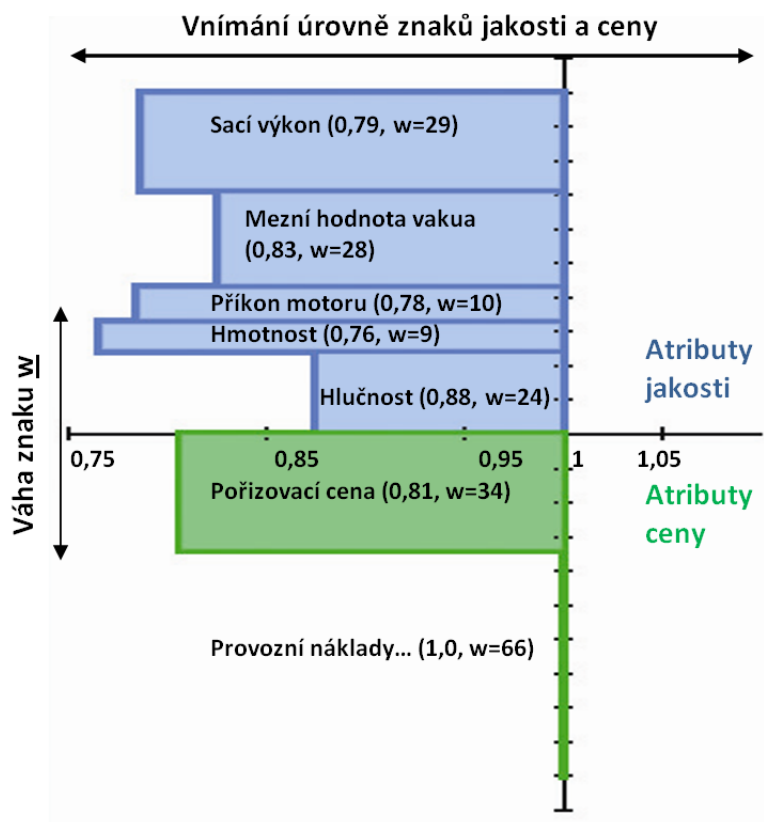 Vnímání úrovně znaků jakosti a ceny
Sací výkon (0,79, w=29)
Mezní hodnota vakua
(0,83, w=28)
Příkon motoru (0,78, w=10)
Hmotnost (0,76, w=9)
Hlučnost (0,88, w=24)
Atributy
jakosti
Váha znaku w
0,75 0,85 0,95 1 1,05
Pořizovací cena (0,81, w=34)
Atributy
ceny
Provozní náklady... (1,0, w=66)